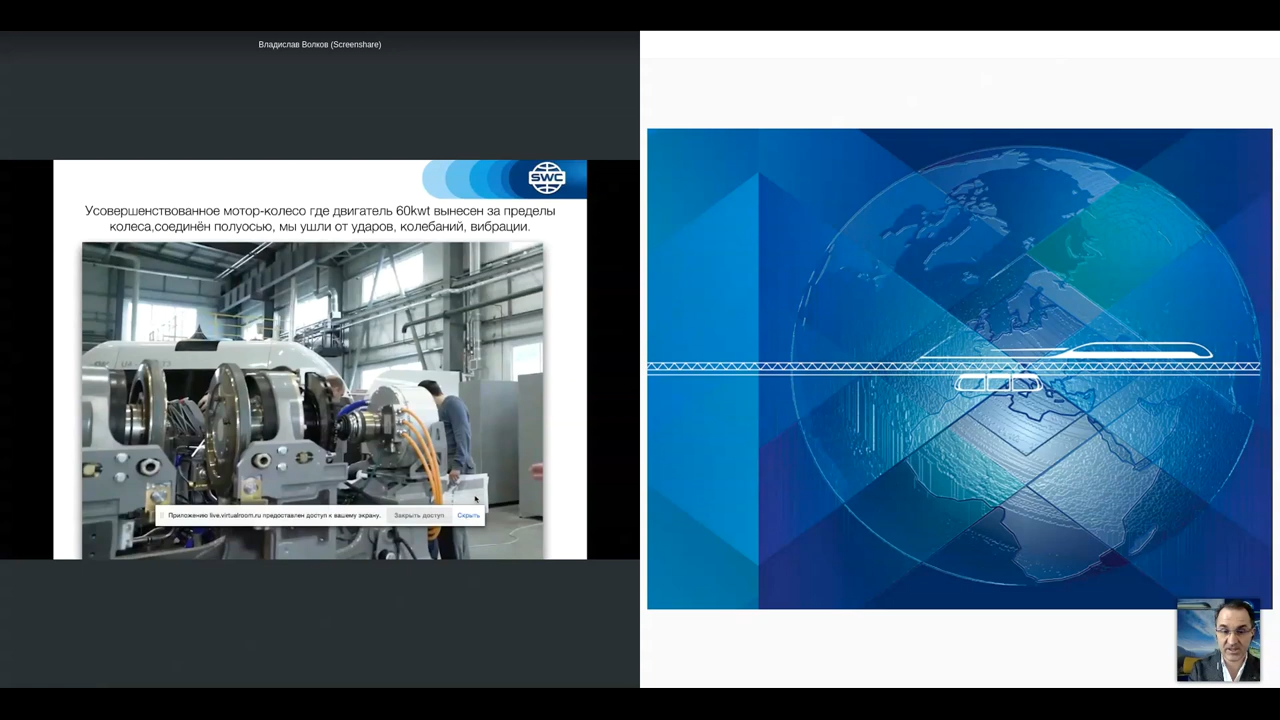 Владислав Волков (Screenshare)
SWC
Усовершенствованное мотор-колесо где двигатель 60kwt вынесен за пределы
колеса,соединён полуосью, мы ушли от ударов, колебаний, вибрации.
Приложению live.virtualroom.ru предоставлен доступ к вашему экрану.
Закрыть доступ
Скрыть